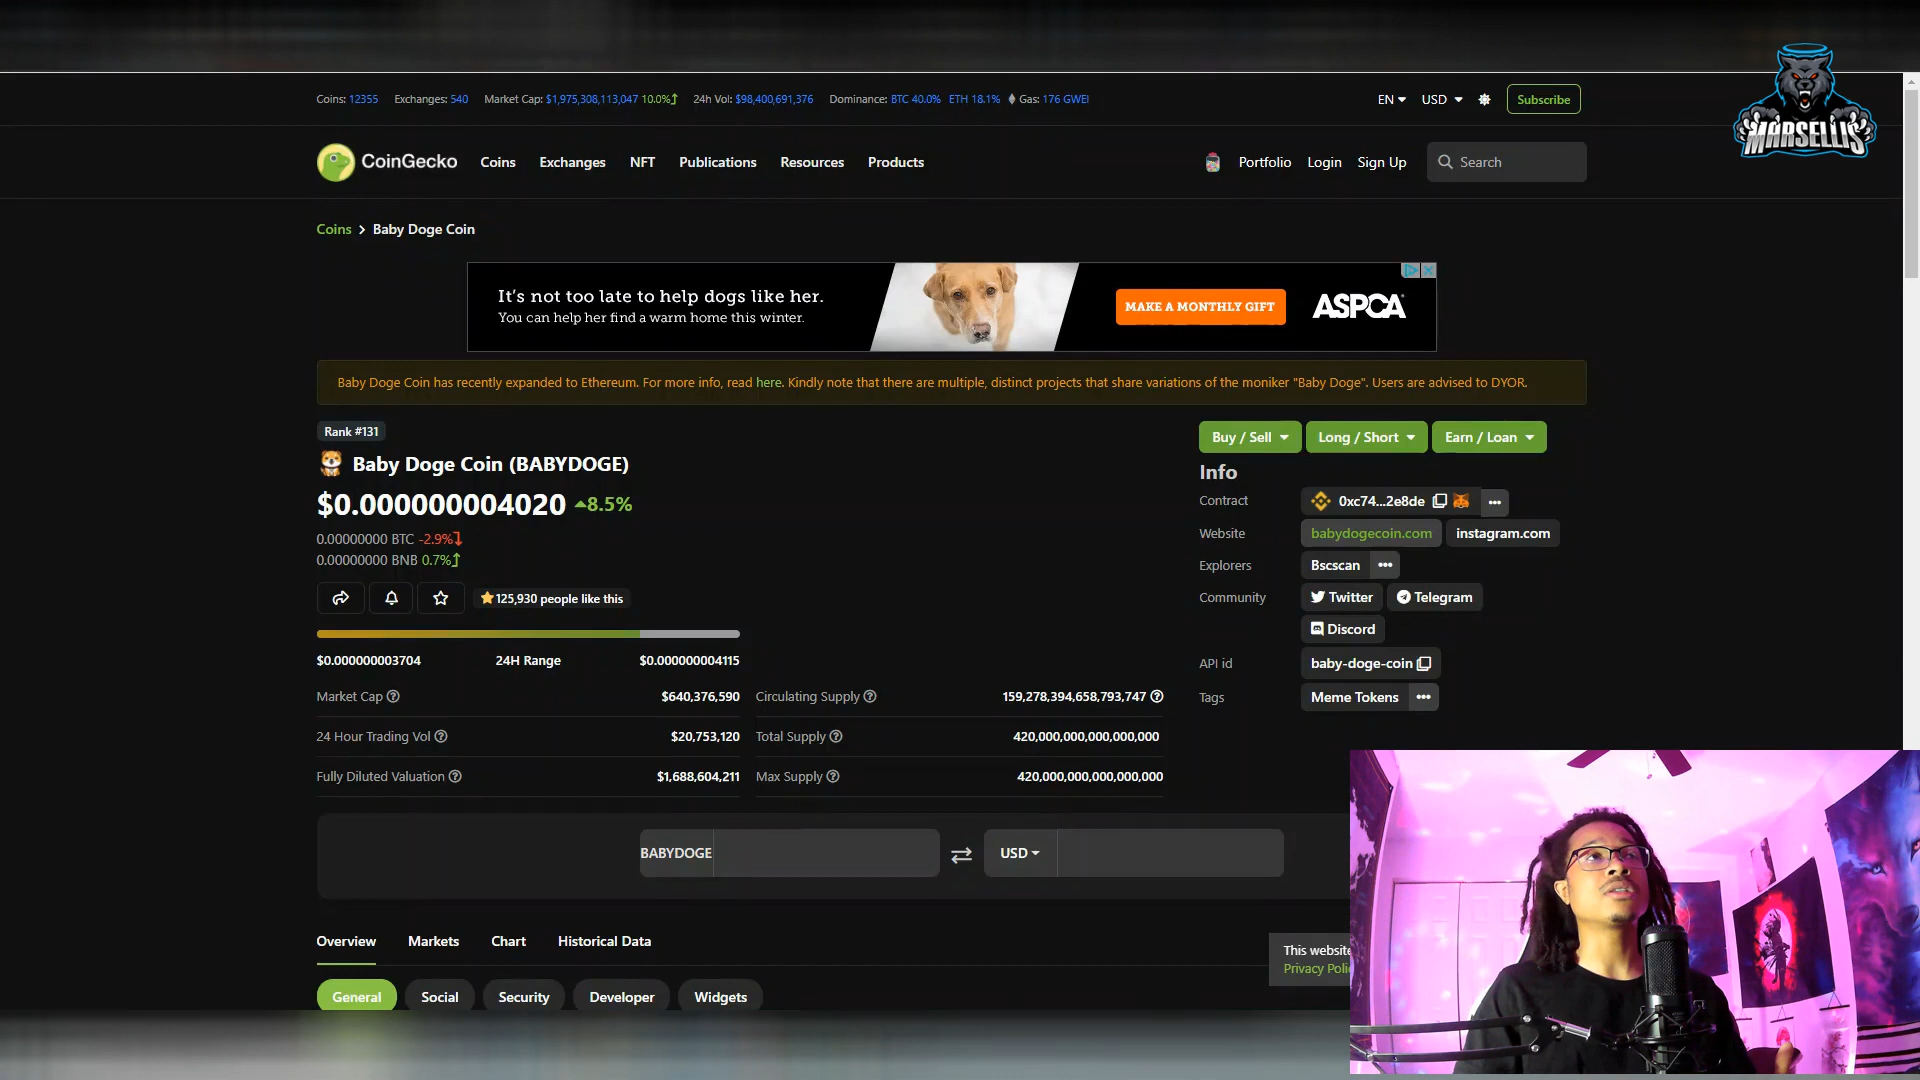 Coins: 12355 Exchanges: 540 Market Cap: $1,975,308,113,047 10.0% 24h Vol: $98,400,691,376 Dominance: BTC 40.0% ETH 18.1% Gas: 176 GWEI
EN USD Subscribe
MARSELLIS
CoinGecko Coins Exchanges NFT Publications Resources Products Portfolio Login Sign Up Search
Coins Baby Doge Coin
It's not too late to help dogs like her.
You can help her find a warm home this winter.
MAKE A MONTHLY GIFT
ASPCA
Baby Doge Coin has recently expanded to Ethereum. For more info, read here. Kindly note that there are multiple, distinct projects that share variations of the moniker "Baby Doge". Users are advised to DYOR.
Rank #131
Baby Doge Coin (BABYDOGE)
$0.000000004020 8.5%
0.00000000 BTC -2.9%
0.00000000 BNB 0.7%
125,930 people like this
$0.000000003704 24H Range $0.000000004115
Market Cap $640,376,590 Circulating Supply 159,278,394,658,793,747
24 Hour Trading Vol $20,753,120 Total Supply 420,000,000,000,000,000
Fully Diluted Valuation $1,688,604,211 Max Supply 420,000,000,000,000,000
Buy / Sell Long / Short Earn / Loan
Info
Contract 0xc74...2e8de
Website babydogecoin.com instagram.com
Explorers Bscscan
Community Twitter Telegram
Discord
API id baby-doge-coin
Tags Meme Tokens
BABYDOGE USD
Overview Markets Chart Historical Data
This website
Privacy Poli
General Social Security Developer Widgets